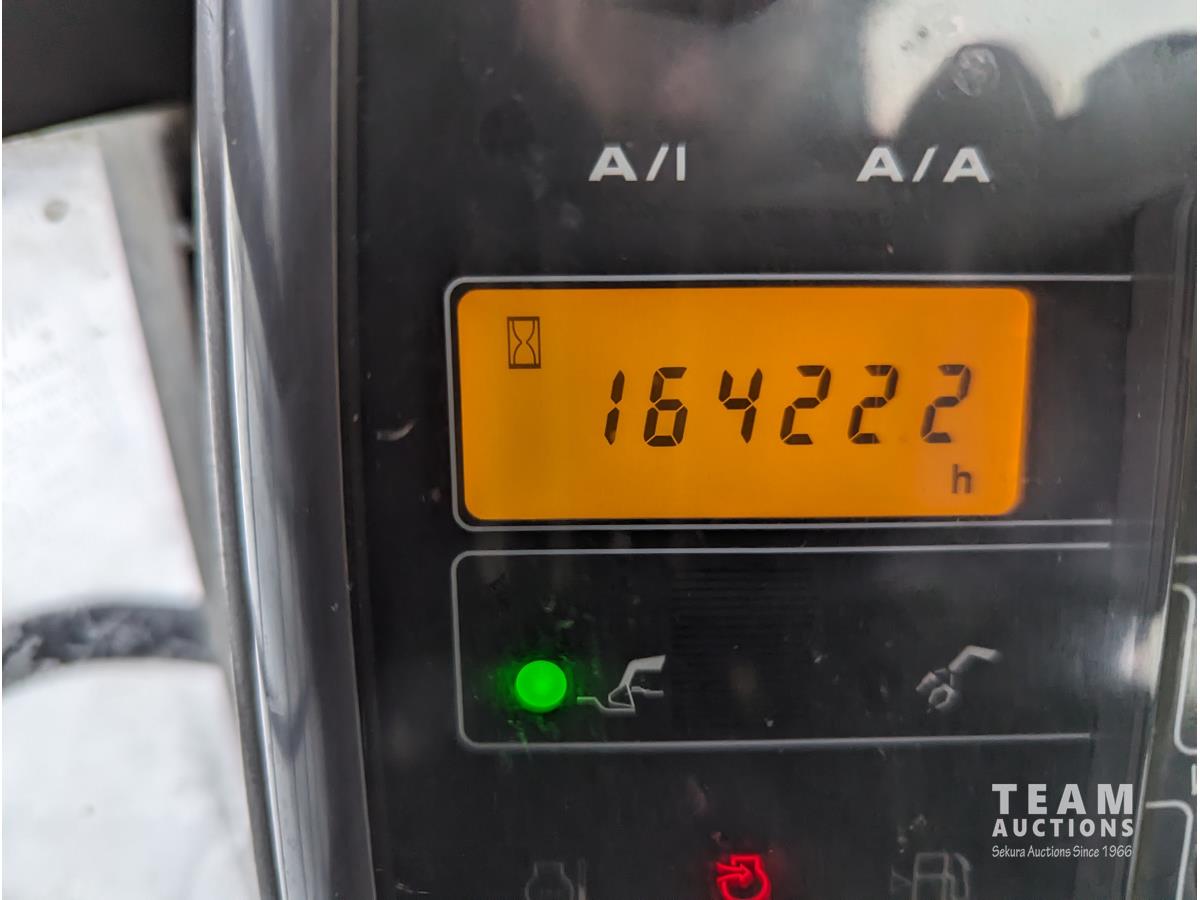 A/I A/A
164222
h
TEAM
AUCTIONS
Sekura Auctions Since 1966